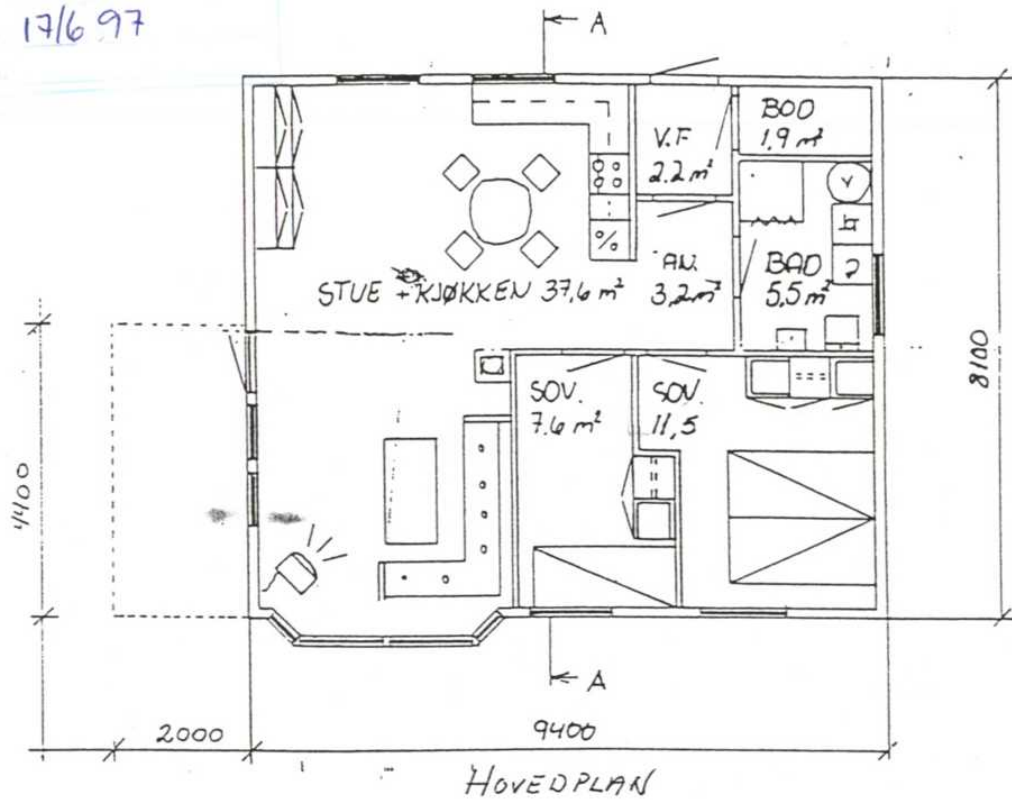 17/6 97
A
BOD
1,9 m²
V.F
2.2 m²
STUE + KJØKKEN 37,6 m²
AN.
3,2 m²
BAD
5,5 m²
8100
SOV.
7.6 m²
SOV.
11,5
4400
A
2000
9400
HOVEDPLAN